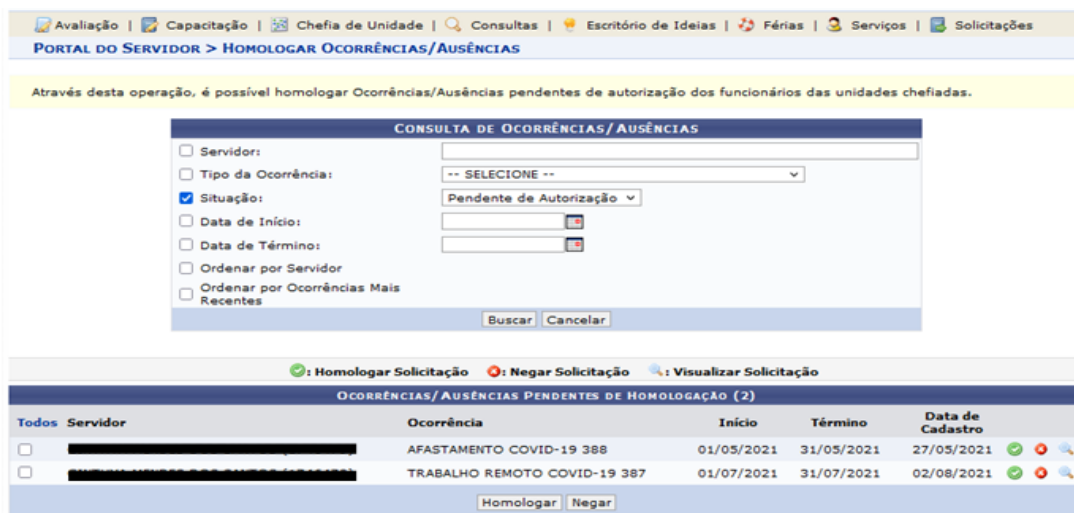 Avaliação | Capacitação | Chefia de Unidade | Consultas | Escritório de Ideias | Férias | Serviços | Solicitações
PORTAL DO SERVIDOR > HOMOLOGAR OCORRÊNCIAS/AUSÊNCIAS
Através desta operação, é possível homologar Ocorrências/Ausências pendentes de autorização dos funcionários das unidades chefiadas.
CONSULTA DE OCORRÊNCIAS/AUSÊNCIAS
Servidor:
Tipo da Ocorrência: -- SELECIONE --
Situação: Pendente de Autorização
Data de Início:
Data de Término:
Ordenar por Servidor
Ordenar por Ocorrências Mais
Recentes
Buscar Cancelar
: Homologar Solicitação : Negar Solicitação : Visualizar Solicitação
OCORRÊNCIAS/AUSÊNCIAS PENDENTES DE HOMOLOGAÇÃO (2)
Todos Servidor Ocorrência Início Término Data de
Cadastro
AFASTAMENTO COVID-19 388 01/05/2021 31/05/2021 27/05/2021
TRABALHO REMOTO COVID-19 387 01/07/2021 31/07/2021 02/08/2021
Homologar Negar